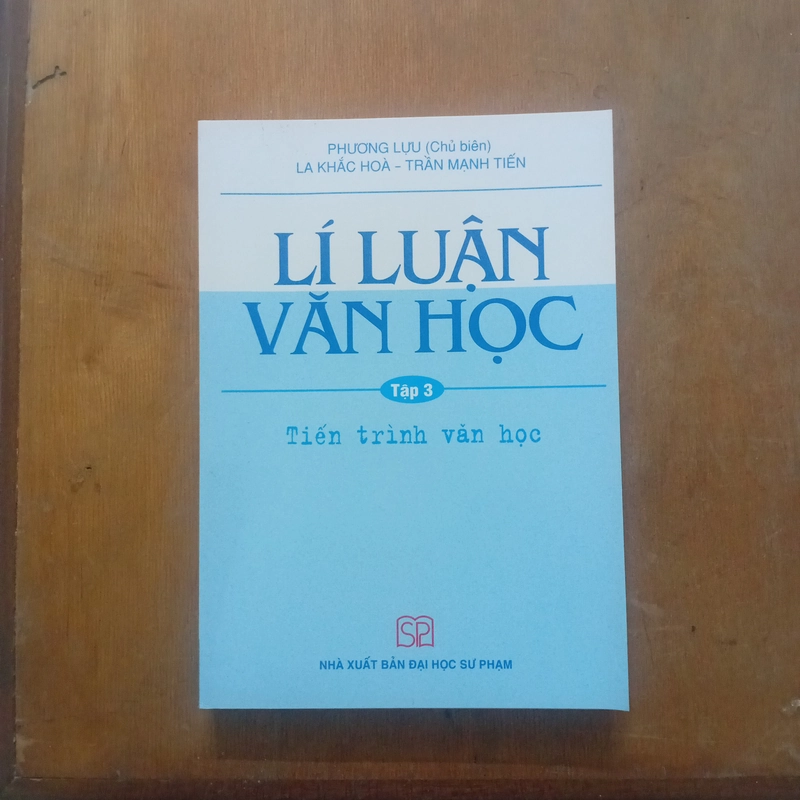 PHƯƠNG LỰU (Chủ biên)
LA KHẮC HOÀ - TRẦN MẠNH TIẾN
LÍ LUẬN
VĂN HỌC
Tập 3
Tiến trình văn học
SP
NHÀ XUẤT BẢN ĐẠI HỌC SƯ PHẠM